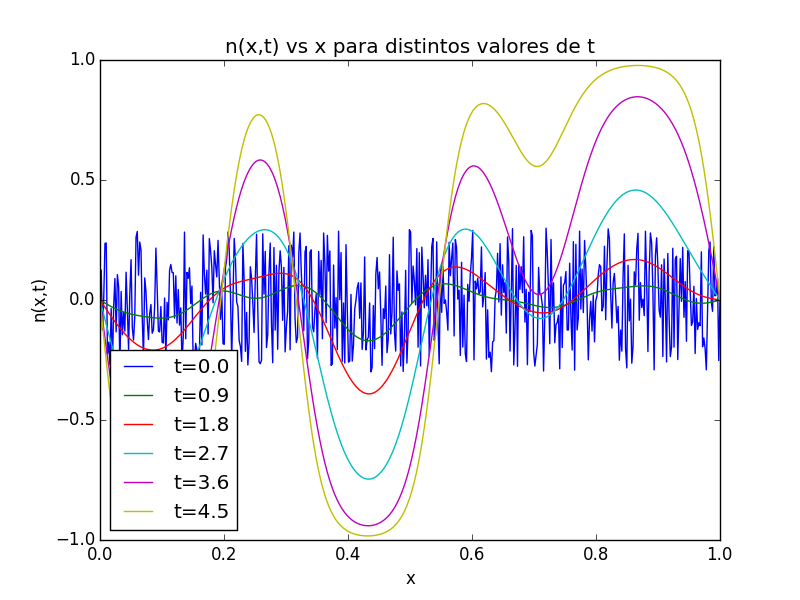 n(x,t) vs x para distintos valores de t
1.0
0.5
0.0
−0.5
−1.0
n(x,t)
t=0.0
t=0.9
t=1.8
t=2.7
t=3.6
t=4.5
0.0 0.2 0.4 0.6 0.8 1.0
x